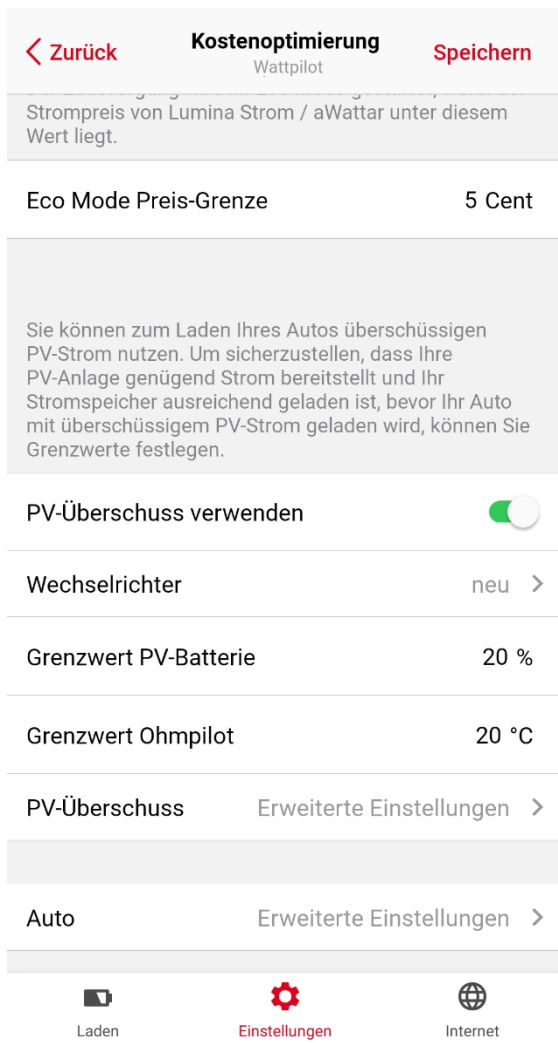 Zurück
Kostenoptimierung
Wattpilot
Speichern
Strompreis von Lumina Strom / aWattar unter diesem
Wert liegt.
Eco Mode Preis-Grenze 5 Cent
Sie können zum Laden Ihres Autos überschüssigen
PV-Strom nutzen. Um sicherzustellen, dass Ihre
PV-Anlage genügend Strom bereitstellt und Ihr
Stromspeicher ausreichend geladen ist, bevor Ihr Auto
mit überschüssigem PV-Strom geladen wird, können Sie
Grenzwerte festlegen.
PV-Überschuss verwenden
Wechselrichter neu
Grenzwert PV-Batterie 20 %
Grenzwert Ohmpilot 20 °C
PV-Überschuss Erweiterte Einstellungen
Auto Erweiterte Einstellungen
Laden Einstellungen Internet